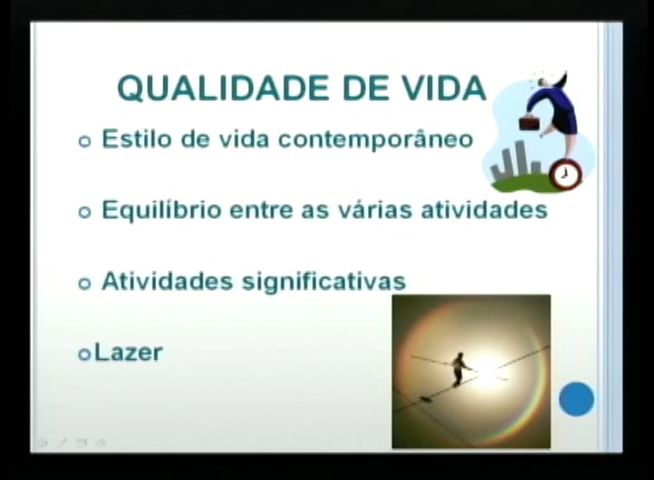 QUALIDADE DE VIDA
Estilo de vida contemporâneo
Equilíbrio entre as várias atividades
Atividades significativas
Lazer